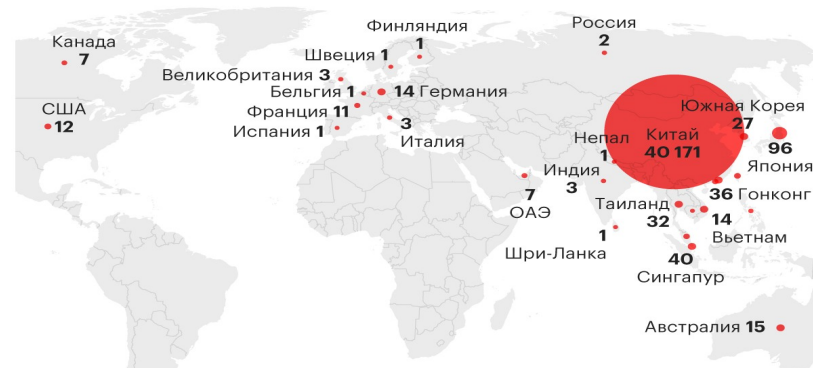 Финляндия
1
Россия
2
Канада
7
Швеция 1
Великобритания 3
Бельгия 1
14 Германия
США
12
Франция 11
Испания 1
3
Италия
Южная Корея
27
Китай
40 171
96
Япония
Непал
1
Индия
3
7
ОАЭ
36 Гонконг
Таиланд
32
14
Вьетнам
1
Шри-Ланка
40
Сингапур
Австралия 15